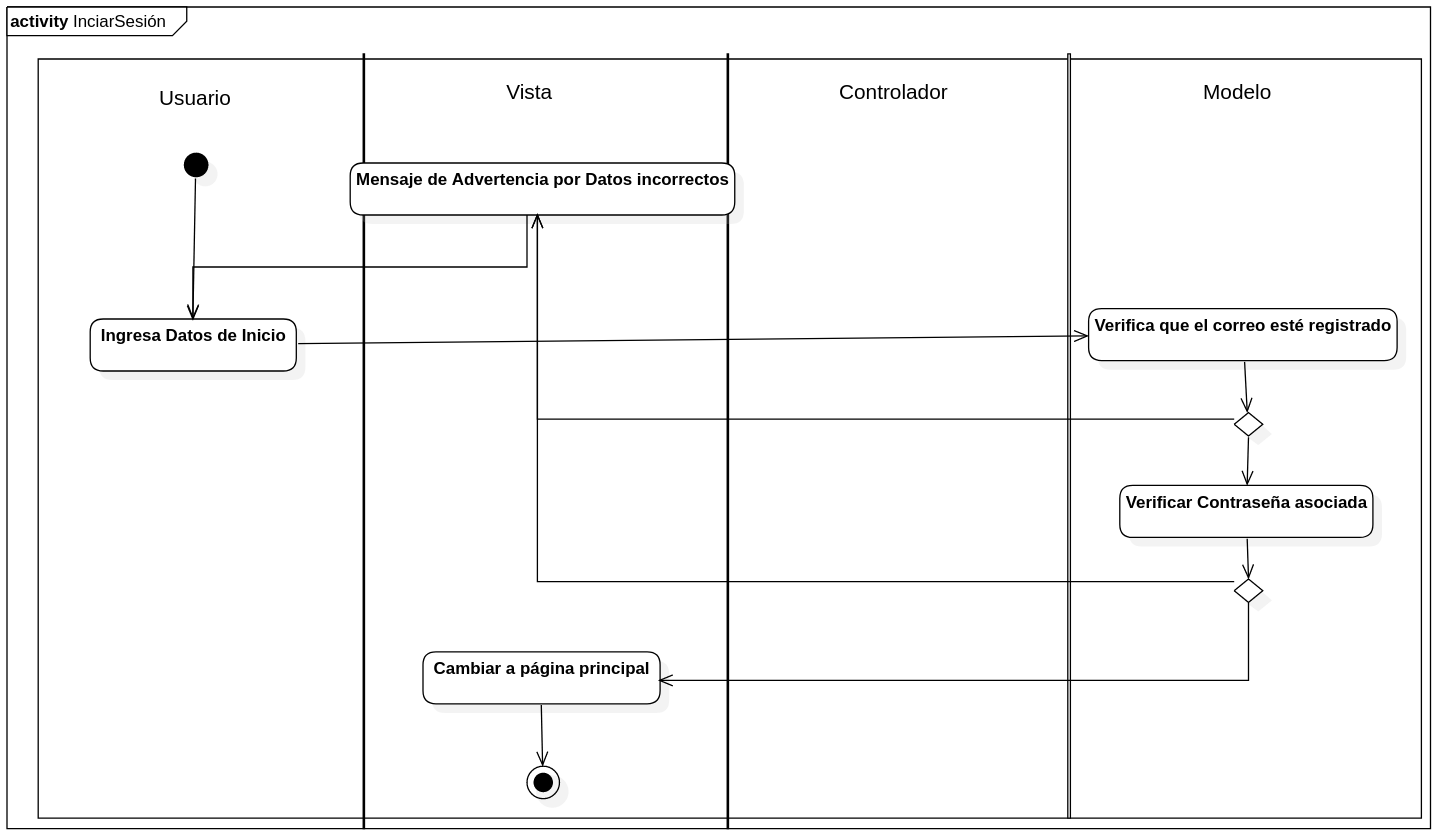 activity InciarSesión
Usuario
Vista
Controlador
Modelo
Mensaje de Advertencia por Datos incorrectos
Ingresa Datos de Inicio
Verifica que el correo esté registrado
Verificar Contraseña asociada
Cambiar a página principal